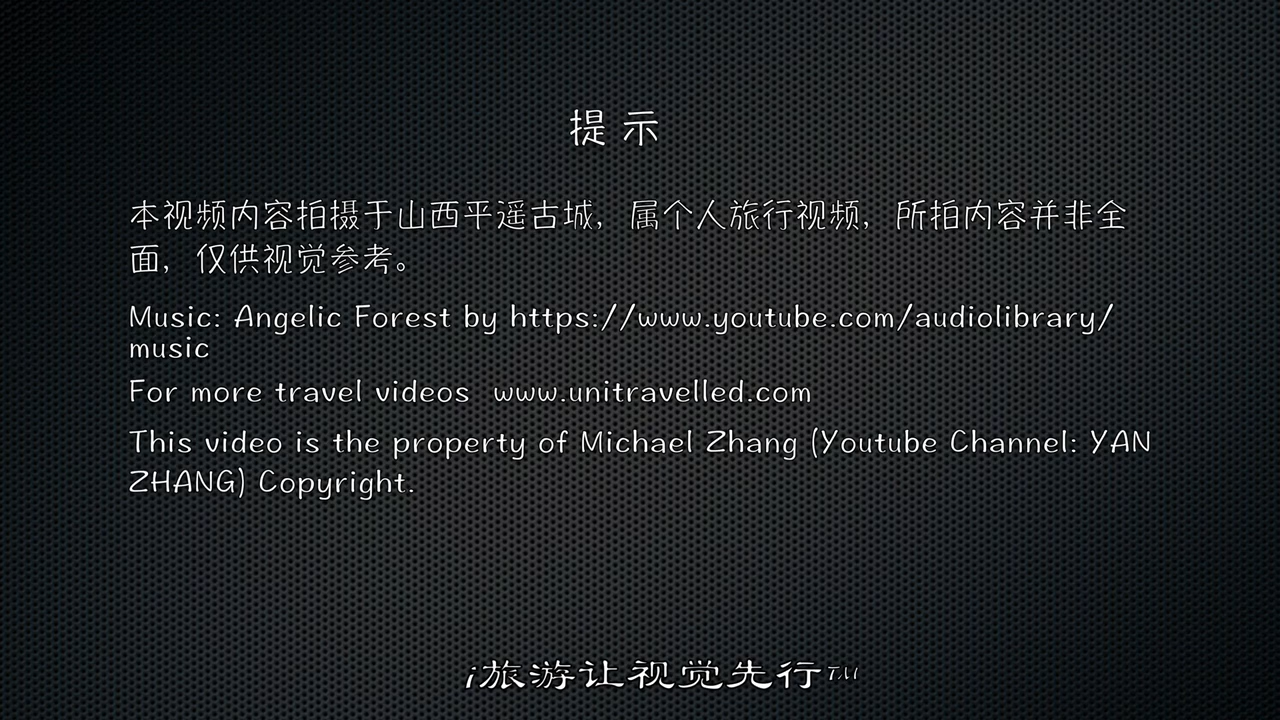 提 示
本视频内容拍摄于山西平遥古城，属个人旅行视频，所拍内容并非全
面，仅供视觉参考。
Music: Angelic Forest by https://www.youtube.com/audiolibrary/
music
For more travel videos  www.unitravelled.com
This video is the property of Michael Zhang (Youtube Channel: YAN
ZHANG) Copyright.
i旅游让视觉先行™